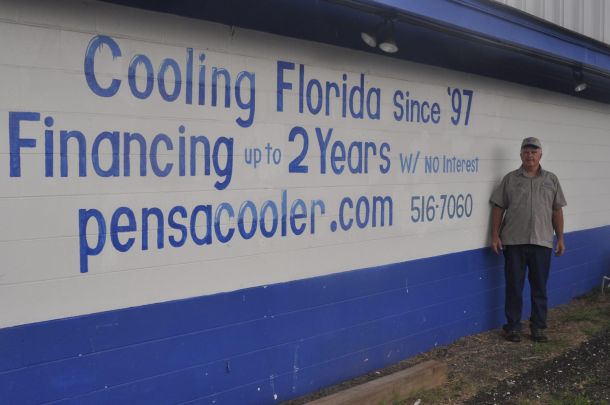 Cooling Florida Since '97
Financing up to 2 Years W/ No Interest
pensacooler.com 516-7060